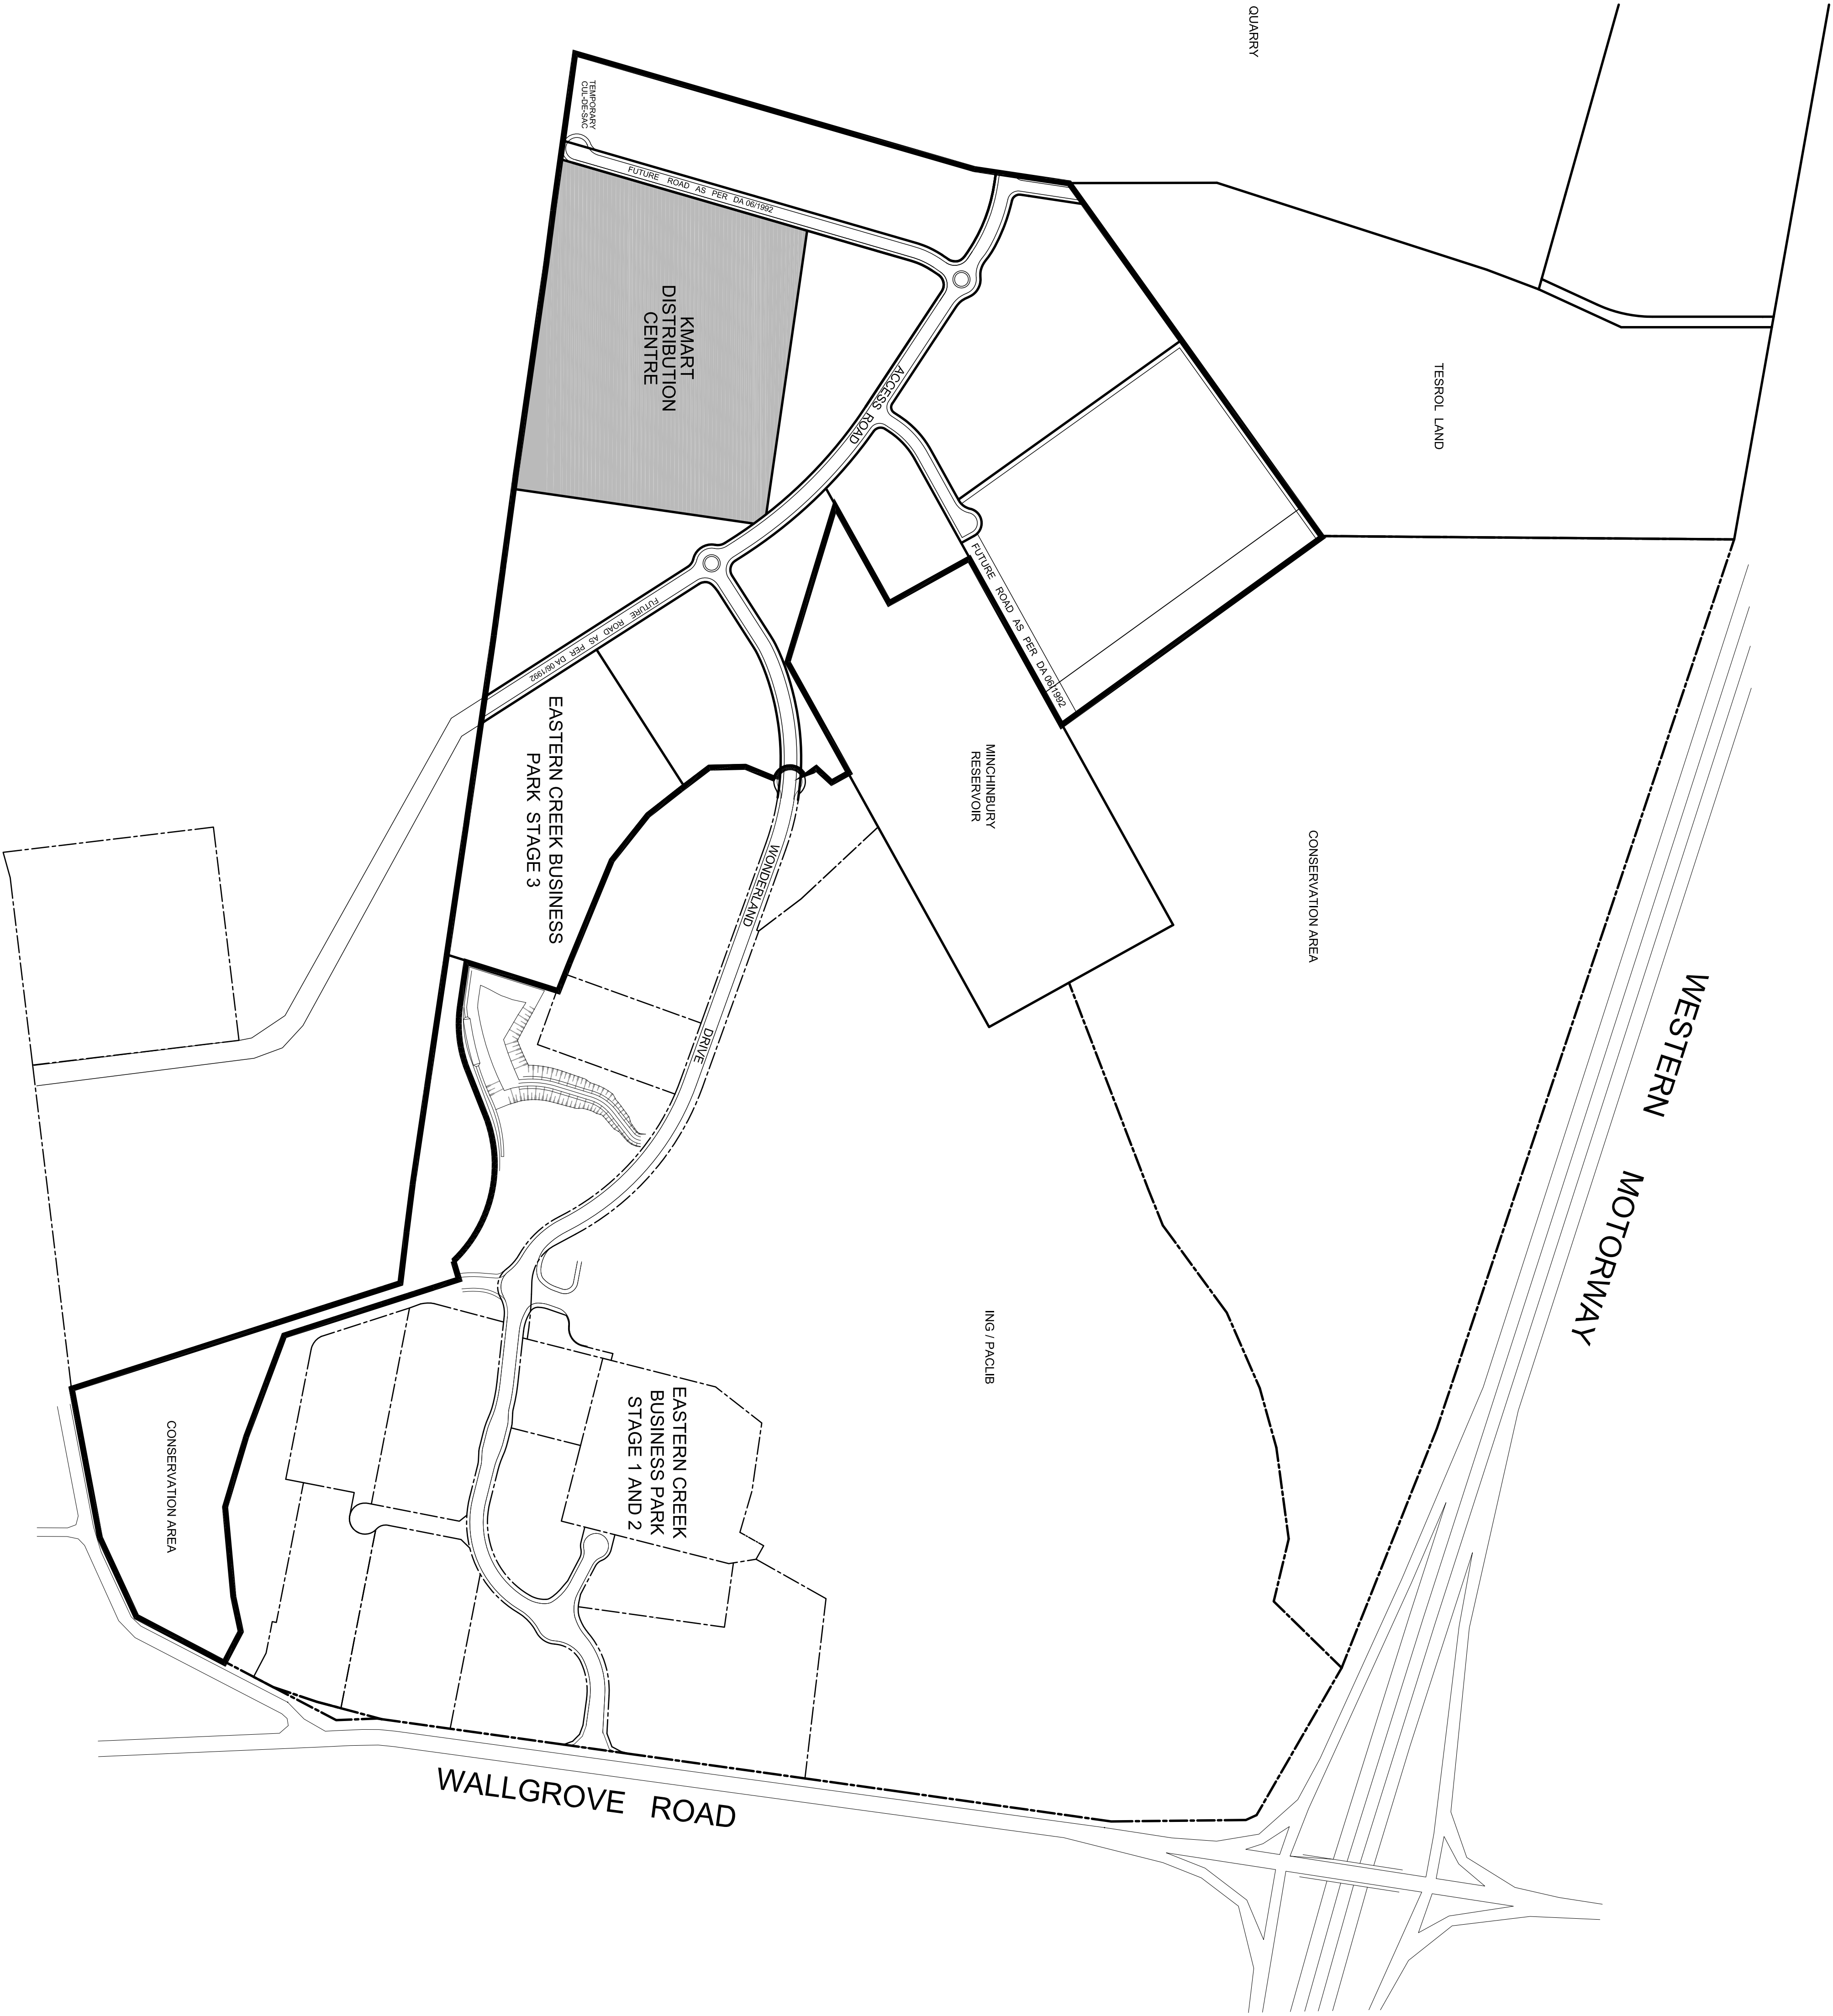 QUARRY
TESROL LAND
WESTERN MOTORWAY
CONSERVATION AREA
TEMPORARY
CUL-DE-SAC
FUTURE ROAD AS PER DA 06/1992
KMART
DISTRIBUTION
CENTRE
ACCESS ROAD
FUTURE ROAD AS PER DA 06/1992
MINCHINBURY
RESERVOIR
FUTURE ROAD AS PER DA 06/1992
EASTERN CREEK BUSINESS
PARK STAGE 3
WONDERLAND DRIVE
ING / PACLIB
EASTERN CREEK
BUSINESS PARK
STAGE 1 AND 2
CONSERVATION AREA
WALLGROVE ROAD